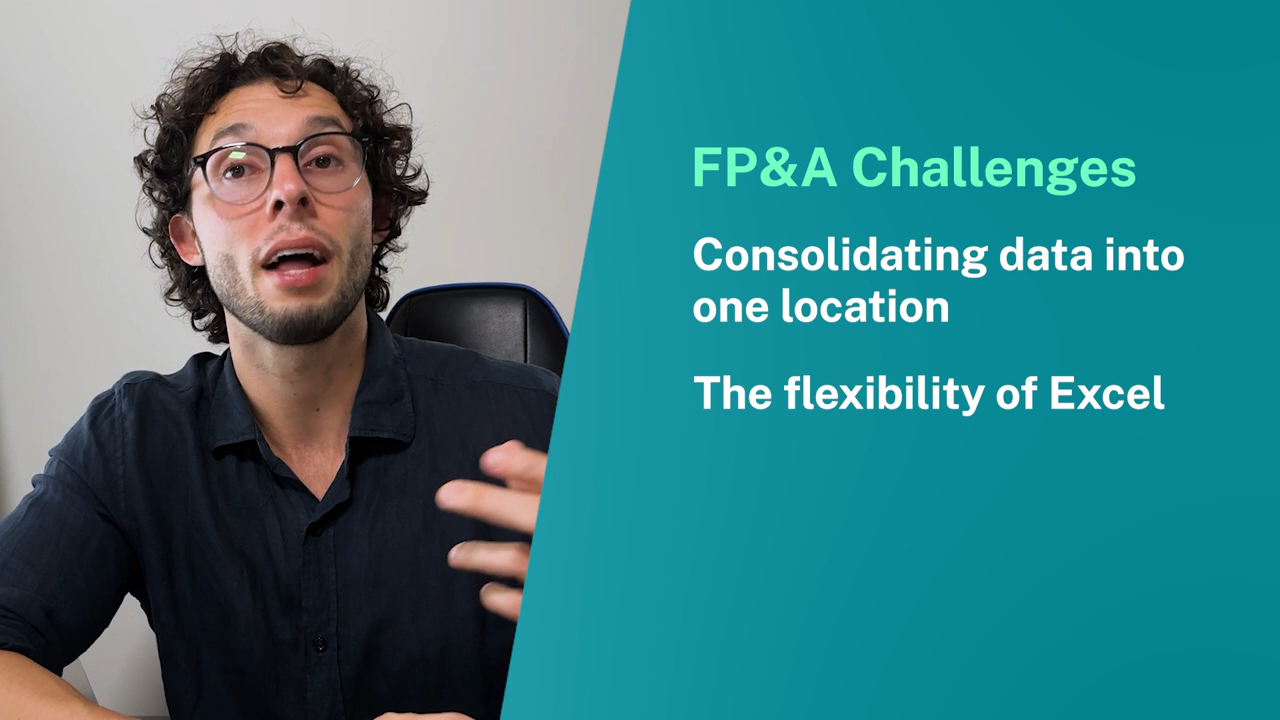 FP&A Challenges
Consolidating data into
one location
The flexibility of Excel